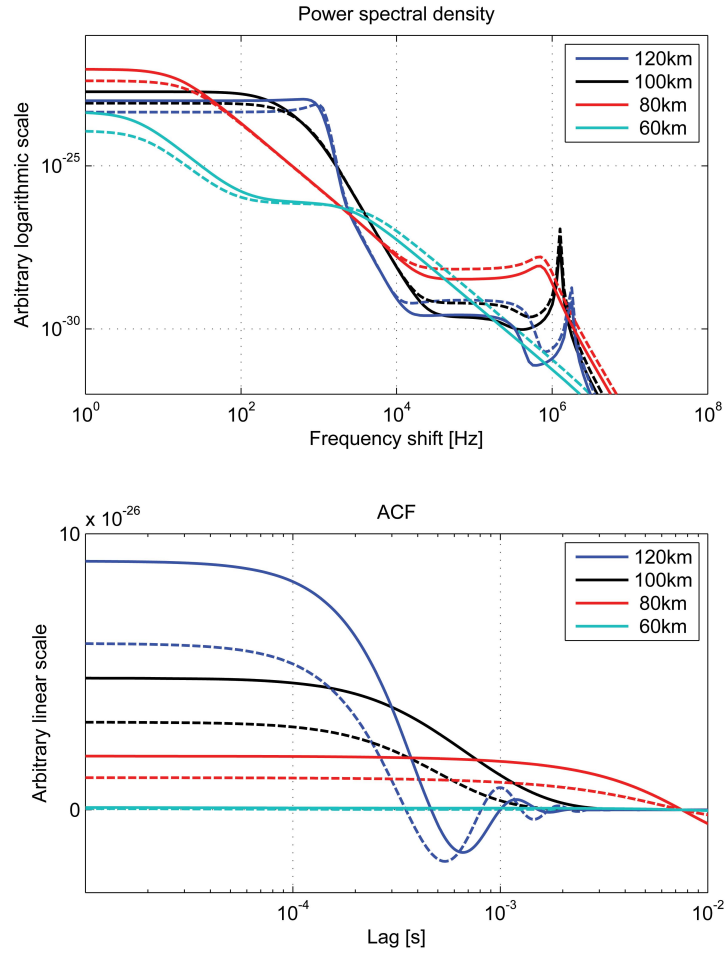 Power spectral density
Arbitrary logarithmic scale
10^-25
10^-30
120km
100km
80km
60km
10^0 10^2 10^4 10^6 10^8
Frequency shift [Hz]
x 10^-26
ACF
10
0
Arbitrary linear scale
120km
100km
80km
60km
10^-4 10^-3 10^-2
Lag [s]